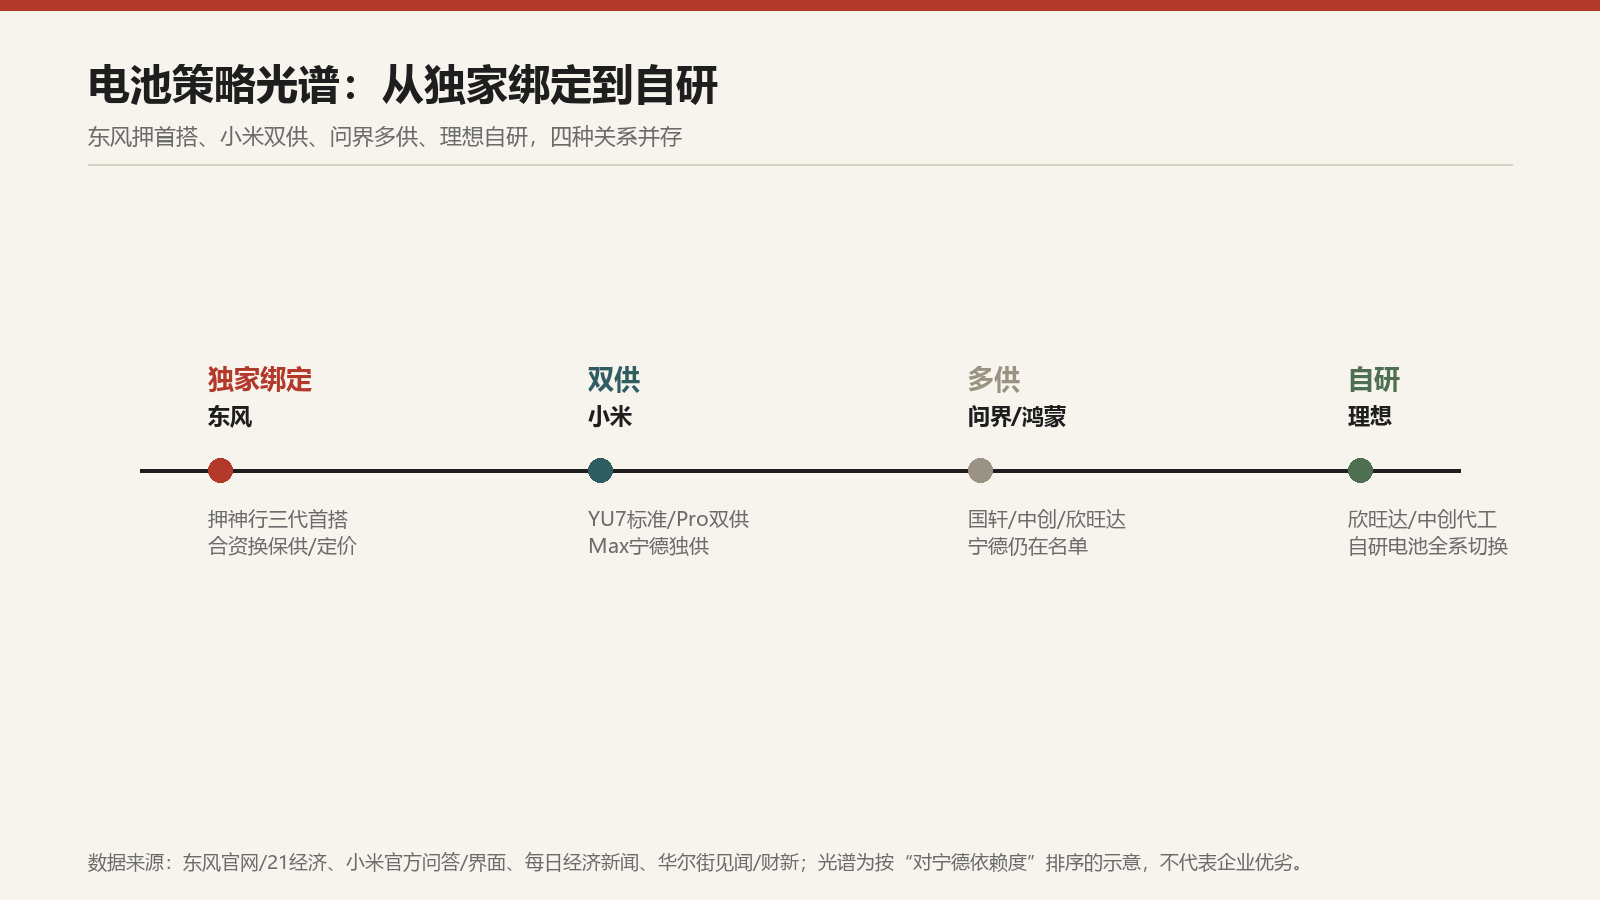 电池策略光谱：从独家绑定到自研
东风押首搭、小米双供、问界多供、理想自研，四种关系并存
独家绑定
东风
押神行三代首搭
合资换保供/定价
双供
小米
YU7标准/Pro双供
Max宁德独供
多供
问界/鸿蒙
国轩/中创/欣旺达
宁德仍在名单
自研
理想
欣旺达/中创代工
自研电池全系切换
数据来源：东风官网/21经济、小米官方问答/界面、每日经济新闻、华尔街见闻/财新；光谱为按“对宁德依赖度”排序的示意，不代表企业优劣。